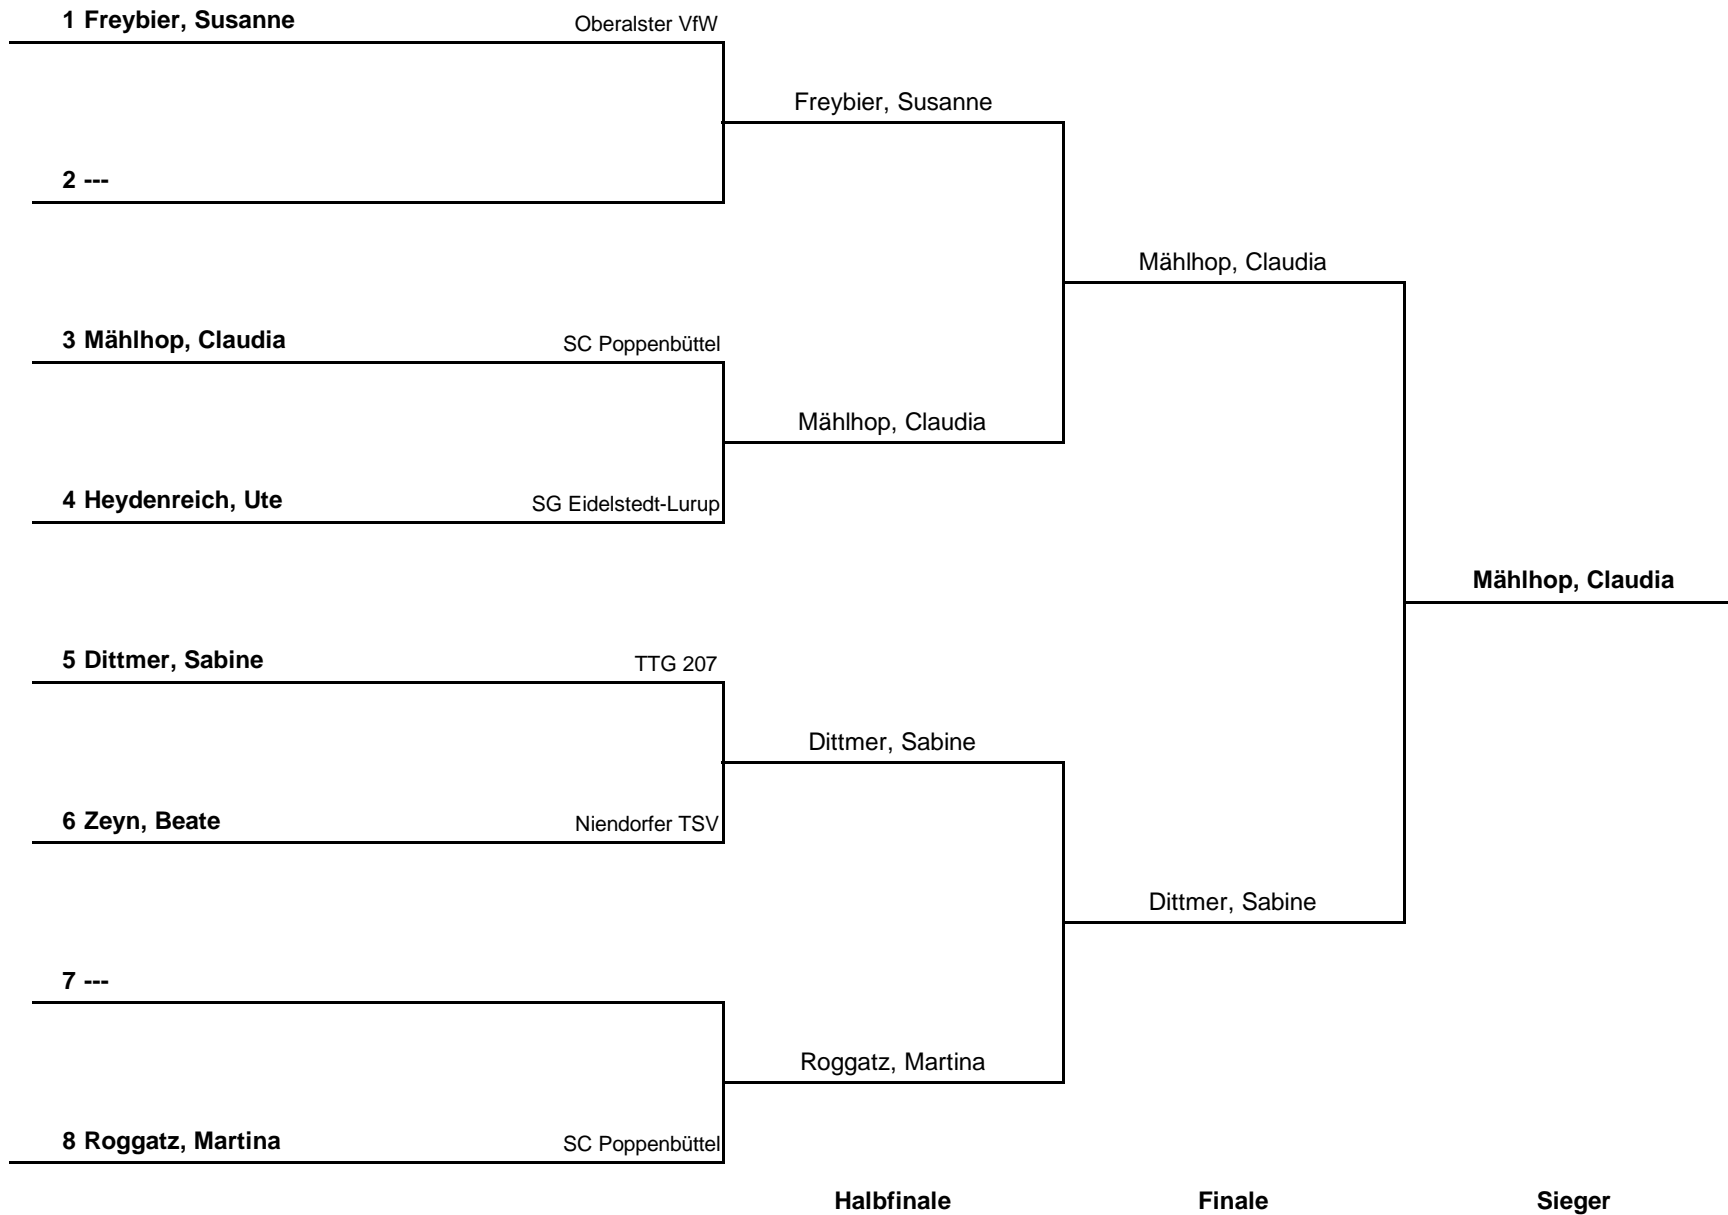 1 Freybier, Susanne Oberalster VfW
Freybier, Susanne
2 ---
Mählhop, Claudia
3 Mählhop, Claudia SC Poppenbüttel
Mählhop, Claudia
4 Heydenreich, Ute SG Eidelstedt-Lurup
Mählhop, Claudia
5 Dittmer, Sabine TTG 207
Dittmer, Sabine
6 Zeyn, Beate Niendorfer TSV
Dittmer, Sabine
7 ---
Roggatz, Martina
8 Roggatz, Martina SC Poppenbüttel
Halbfinale Finale Sieger